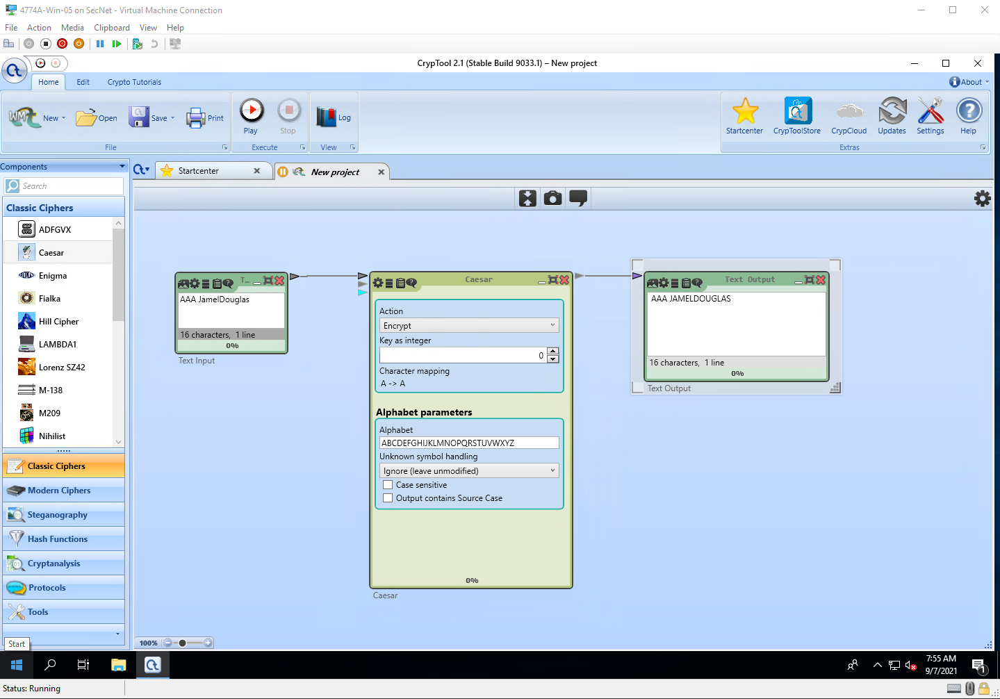 4774A-Win-05 on SecNet - Virtual Machine Connection
File Action Media Clipboard View Help
CrypTool 2.1 (Stable Build 9033.1) – New project
Home Edit Crypto Tutorials About
New Open Save Print Play Stop Log Startcenter CrypToolStore CrypCloud Updates Settings Help
File Execute View Extras
Components
Startcenter New project
Search
Classic Ciphers
ADFGVX
Caesar
Enigma
Fialka
Hill Cipher
LAMBDA1
Lorenz SZ42
M-138
M209
Nihilist
Classic Ciphers
Modern Ciphers
Steganography
Hash Functions
Cryptanalysis
Protocols
Tools
Start
T...
AAA JamelDouglas
16 characters, 1 line
0%
Text Input
Caesar
Action
Encrypt
Key as integer
0
Character mapping
A -> A
Alphabet parameters
Alphabet
ABCDEFGHIJKLMNOPQRSTUVWXYZ
Unknown symbol handling
Ignore (leave unmodified)
Case sensitive
Output contains Source Case
0%
Caesar
Text Output
AAA JAMELDOUGLAS
16 characters, 1 line
0%
Text Output
100%
7:55 AM
9/7/2021
1
Status: Running